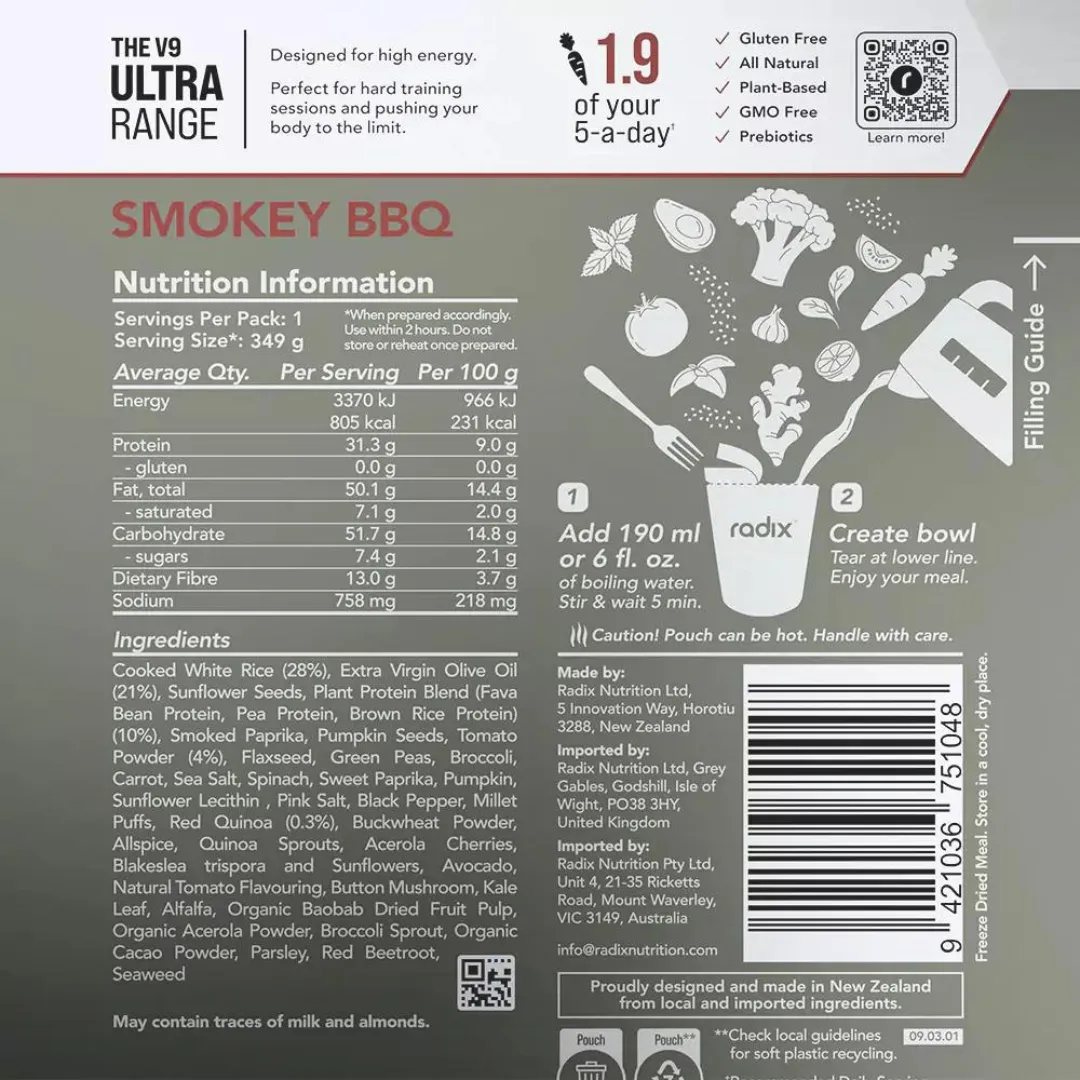 THE V9
ULTRA
RANGE
Designed for high energy.
Perfect for hard training
sessions and pushing your
body to the limit.
1.9
of your
5-a-day†
✓ Gluten Free
✓ All Natural
✓ Plant-Based
✓ GMO Free
✓ Prebiotics
Learn more!
SMOKEY BBQ
Nutrition Information
Servings Per Pack: 1
Serving Size*: 349 g
*When prepared accordingly.
Use within 2 hours. Do not
store or reheat once prepared.
Average Qty. Per Serving Per 100 g
Energy 3370 kJ 966 kJ
805 kcal 231 kcal
Protein 31.3 g 9.0 g
- gluten 0.0 g 0.0 g
Fat, total 50.1 g 14.4 g
- saturated 7.1 g 2.0 g
Carbohydrate 51.7 g 14.8 g
- sugars 7.4 g 2.1 g
Dietary Fibre 13.0 g 3.7 g
Sodium 758 mg 218 mg
Ingredients
Cooked White Rice (28%), Extra Virgin Olive Oil
(21%), Sunflower Seeds, Plant Protein Blend (Fava
Bean Protein, Pea Protein, Brown Rice Protein)
(10%), Smoked Paprika, Pumpkin Seeds, Tomato
Powder (4%), Flaxseed, Green Peas, Broccoli,
Carrot, Sea Salt, Spinach, Sweet Paprika, Pumpkin,
Sunflower Lecithin , Pink Salt, Black Pepper, Millet
Puffs, Red Quinoa (0.3%), Buckwheat Powder,
Allspice, Quinoa Sprouts, Acerola Cherries,
Blakeslea trispora and Sunflowers, Avocado,
Natural Tomato Flavouring, Button Mushroom, Kale
Leaf, Alfalfa, Organic Baobab Dried Fruit Pulp,
Organic Acerola Powder, Broccoli Sprout, Organic
Cacao Powder, Parsley, Red Beetroot,
Seaweed
May contain traces of milk and almonds.
Filling Guide
radix
1
Add 190 ml
or 6 fl. oz.
of boiling water.
Stir & wait 5 min.
2
Create bowl
Tear at lower line.
Enjoy your meal.
Caution! Pouch can be hot. Handle with care.
Made by:
Radix Nutrition Ltd,
5 Innovation Way, Horotiu
3288, New Zealand
Imported by:
Radix Nutrition Ltd, Grey
Gables, Godshill, Isle of
Wight, PO38 3HY,
United Kingdom
Imported by:
Radix Nutrition Pty Ltd,
Unit 4, 21-35 Ricketts
Road, Mount Waverley,
VIC 3149, Australia
info@radixnutrition.com
9 421036 751048
Freeze Dried Meal. Store in a cool, dry place.
Proudly designed and made in New Zealand
from local and imported ingredients.
Pouch
Pouch**
**Check local guidelines
for soft plastic recycling.
09.03.01